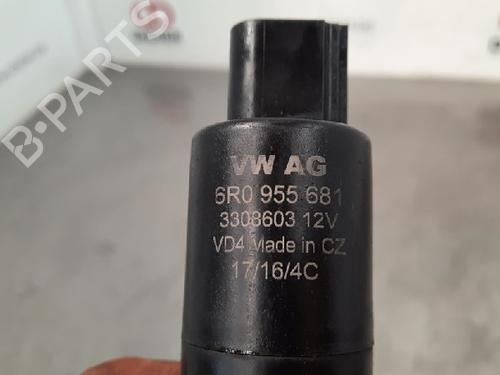 B-PARTS
VW AG
6R0 955 681
3308603 12V
VD4 Made in CZ
17/16/4C